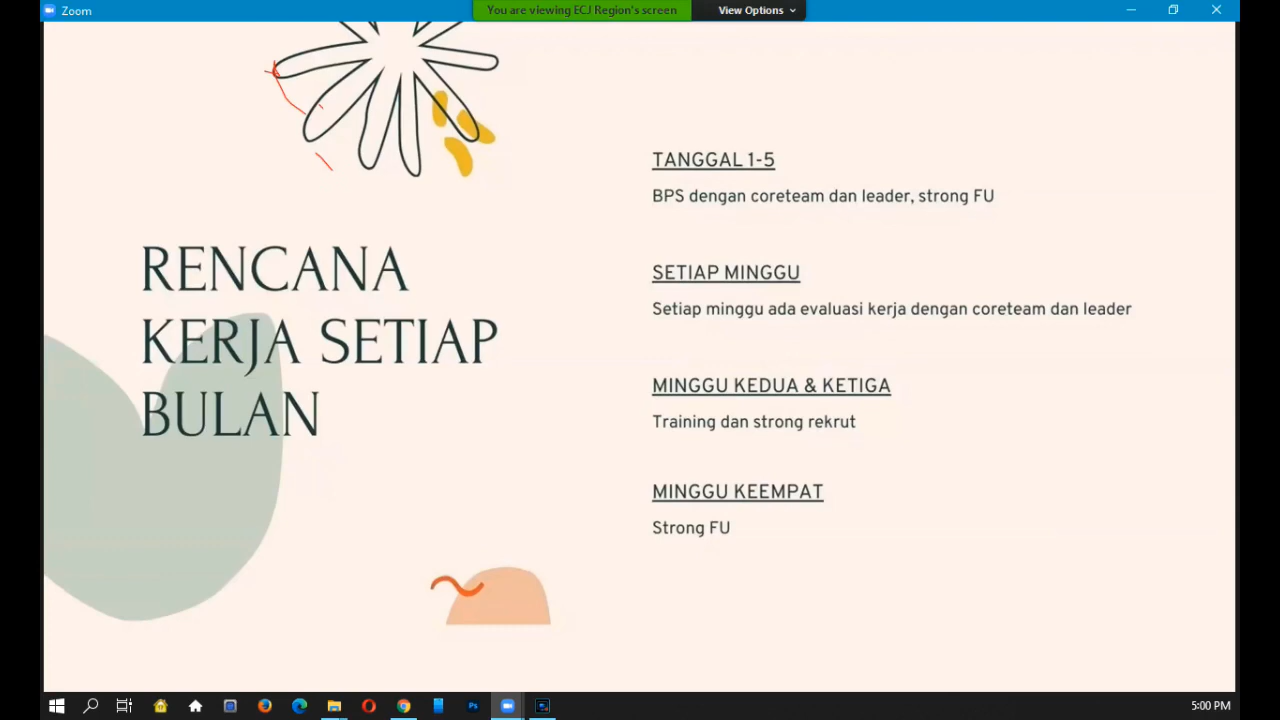 Zoom
You are viewing ECJ Region's screen
View Options
RENCANA
KERJA SETIAP
BULAN
TANGGAL 1-5
BPS dengan coreteam dan leader, strong FU
SETIAP MINGGU
Setiap minggu ada evaluasi kerja dengan coreteam dan leader
MINGGU KEDUA & KETIGA
Training dan strong rekrut
MINGGU KEEMPAT
Strong FU
Ps
5:00 PM